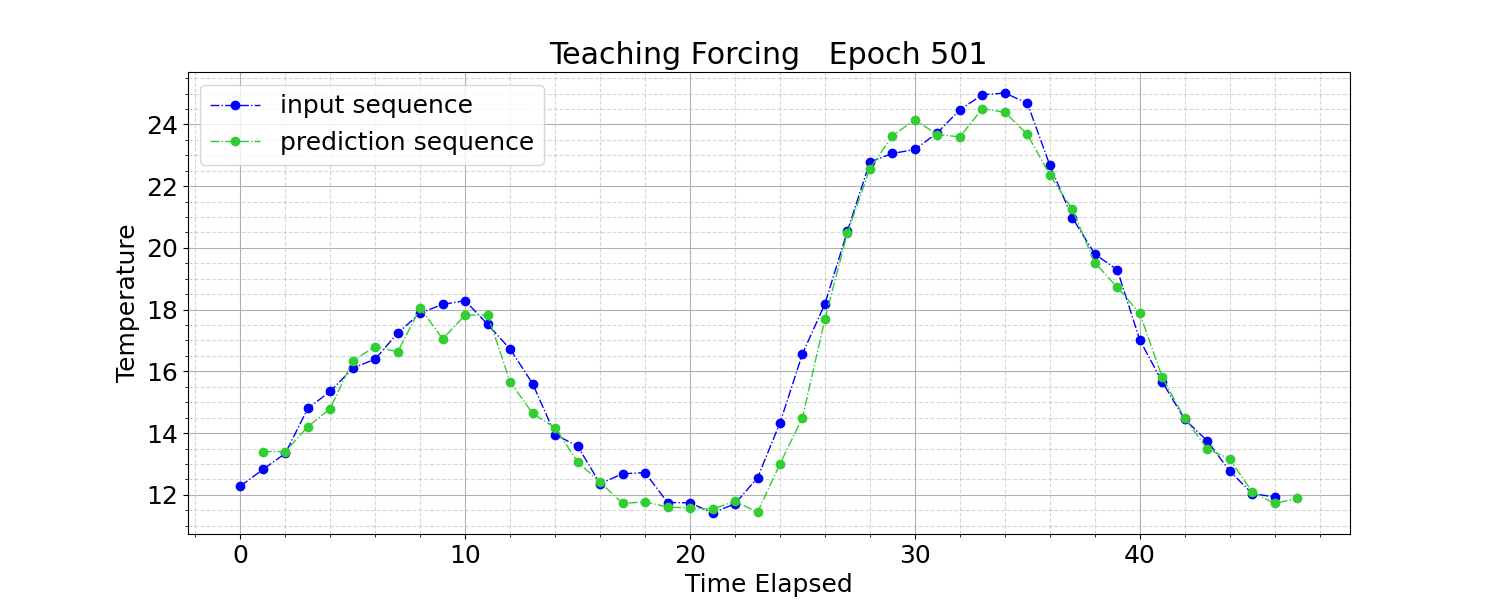 Teaching Forcing   Epoch 501
input sequence
prediction sequence
Temperature
24
22
20
18
16
14
12
0 10 20 30 40
Time Elapsed